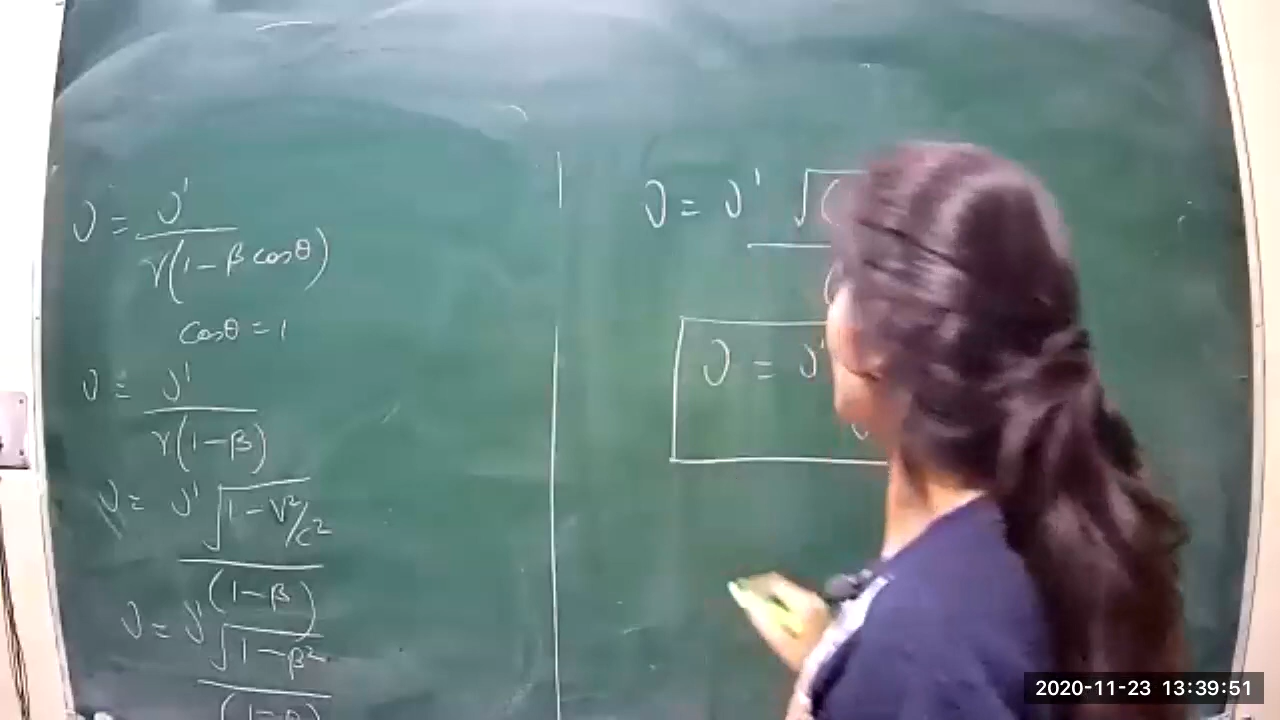 ν = ν' / γ(1 - β cosθ)
cosθ = 1
ν = ν' / γ(1 - β)
ν = ν' √(1 - V²/c²) / (1 - β)
ν = ν' √(1 - β²) / (1 - β)
ν = ν' √(
ν = ν'
2020-11-23 13:39:51